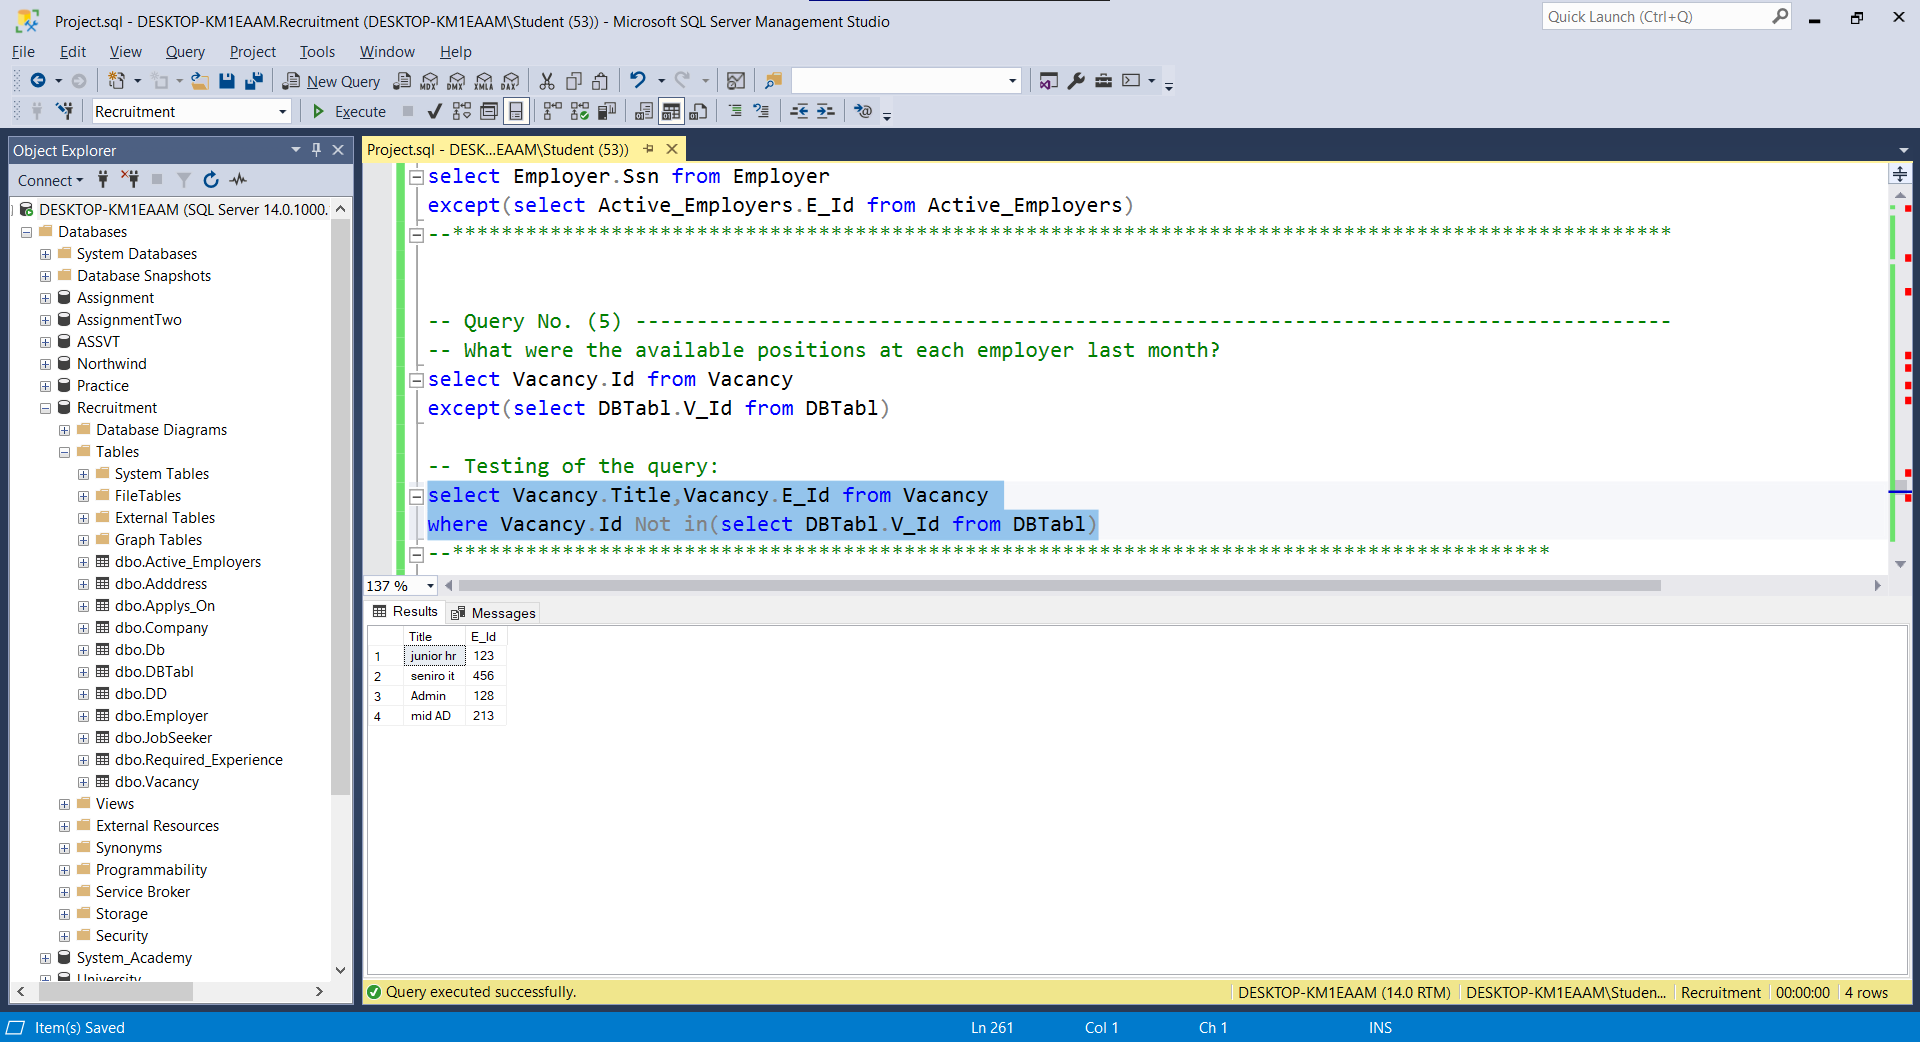 Project.sql - DESKTOP-KM1EAAM.Recruitment (DESKTOP-KM1EAAM\Student (53)) - Microsoft SQL Server Management Studio
Quick Launch (Ctrl+Q)
File Edit View Query Project Tools Window Help
New Query MDX DMX XMLA DAX
Recruitment Execute
Object Explorer
Connect
DESKTOP-KM1EAAM (SQL Server 14.0.1000.
Databases
System Databases
Database Snapshots
Assignment
AssignmentTwo
ASSVT
Northwind
Practice
Recruitment
Database Diagrams
Tables
System Tables
FileTables
External Tables
Graph Tables
dbo.Active_Employers
dbo.Adddress
dbo.Applys_On
dbo.Company
dbo.Db
dbo.DBTabl
dbo.DD
dbo.Employer
dbo.JobSeeker
dbo.Required_Experience
dbo.Vacancy
Views
External Resources
Synonyms
Programmability
Service Broker
Storage
Security
System_Academy
University
Project.sql - DESK...EAAM\Student (53))
select Employer.Ssn from Employer
except(select Active_Employers.E_Id from Active_Employers)
--****************************************************************************************************
-- Query No. (5) -------------------------------------------------------------------------------------
-- What were the available positions at each employer last month?
select Vacancy.Id from Vacancy
except(select DBTabl.V_Id from DBTabl)
-- Testing of the query:
select Vacancy.Title,Vacancy.E_Id from Vacancy
where Vacancy.Id Not in(select DBTabl.V_Id from DBTabl)
--******************************************************************************************
137 %
Results Messages
Title E_Id
1 junior hr 123
2 seniro it 456
3 Admin 128
4 mid AD 213
Query executed successfully.
DESKTOP-KM1EAAM (14.0 RTM) DESKTOP-KM1EAAM\Studen... Recruitment 00:00:00 4 rows
Item(s) Saved Ln 261 Col 1 Ch 1 INS